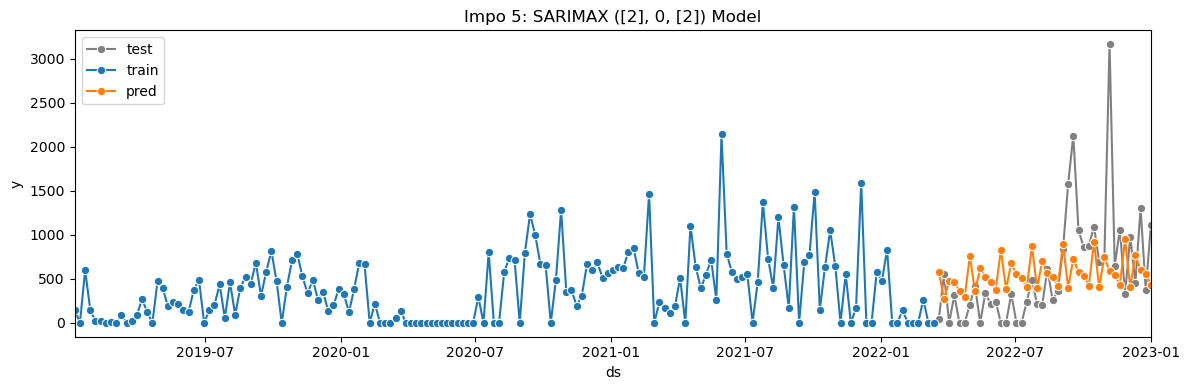 Impo 5: SARIMAX ([2], 0, [2]) Model
test
train
pred
3000
2500
2000
1500
1000
500
0
y
2019-07 2020-01 2020-07 2021-01 2021-07 2022-01 2022-07 2023-01
ds